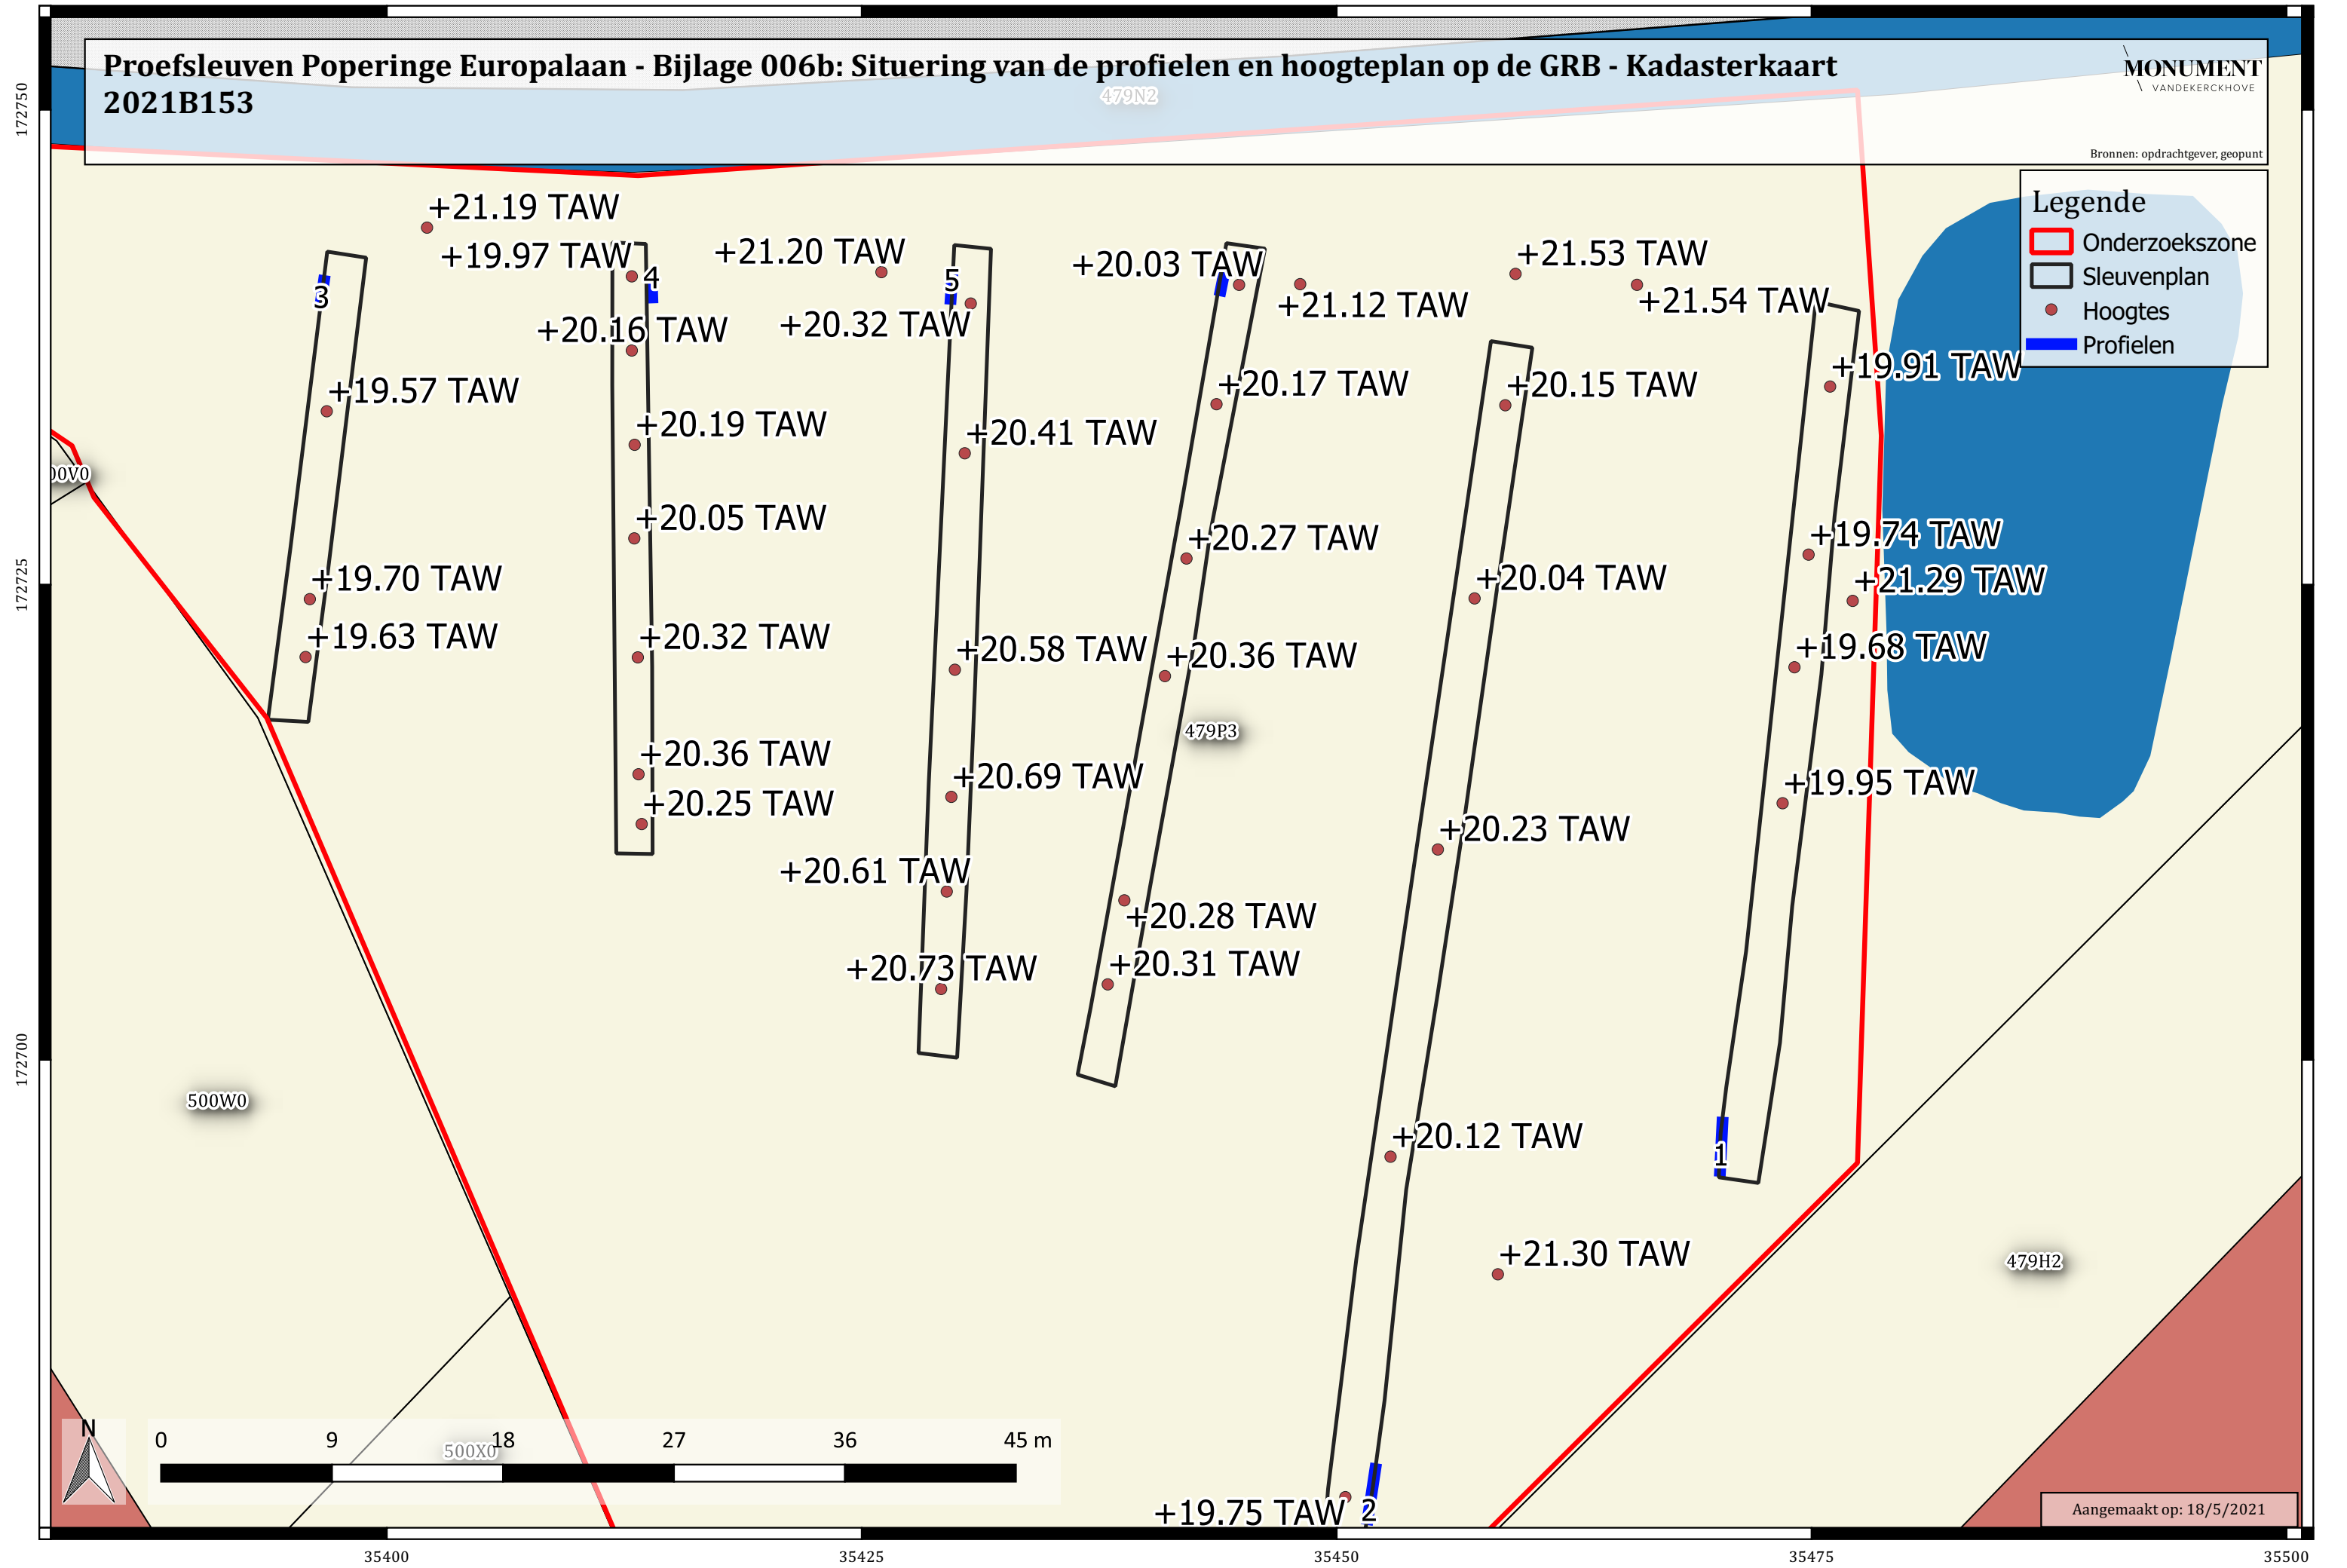 Proefsleuven Poperinge Europalaan - Bijlage 006b: Situering van de profielen en hoogteplan op de GRB - Kadasterkaart
2021B153
MONUMENT
VANDEKERCKHOVE
479N2
Bronnen: opdrachtgever, geopunt
Legende
Onderzoekszone
Sleuvenplan
Hoogtes
Profielen
+21.19 TAW
+19.97 TAW
4
+21.20 TAW
5
+20.03 TAW
+21.53 TAW
3
+20.16 TAW
+20.32 TAW
+21.12 TAW
+21.54 TAW
+19.57 TAW
+20.17 TAW
+20.15 TAW
+19.91 TAW
+20.19 TAW
+20.41 TAW
00V0
+20.05 TAW
+20.27 TAW
+19.74 TAW
+19.70 TAW
+20.04 TAW
+21.29 TAW
+19.63 TAW
+20.32 TAW
+20.58 TAW
+20.36 TAW
+19.68 TAW
479P3
+20.36 TAW
+20.69 TAW
+19.95 TAW
+20.25 TAW
+20.23 TAW
+20.61 TAW
+20.28 TAW
+20.73 TAW
+20.31 TAW
500W0
+20.12 TAW
1
+21.30 TAW
479H2
N
0 9 18 27 36 45 m
500X0
+19.75 TAW
2
Aangemaakt op: 18/5/2021
172750
172725
172700
35400 35425 35450 35475 35500